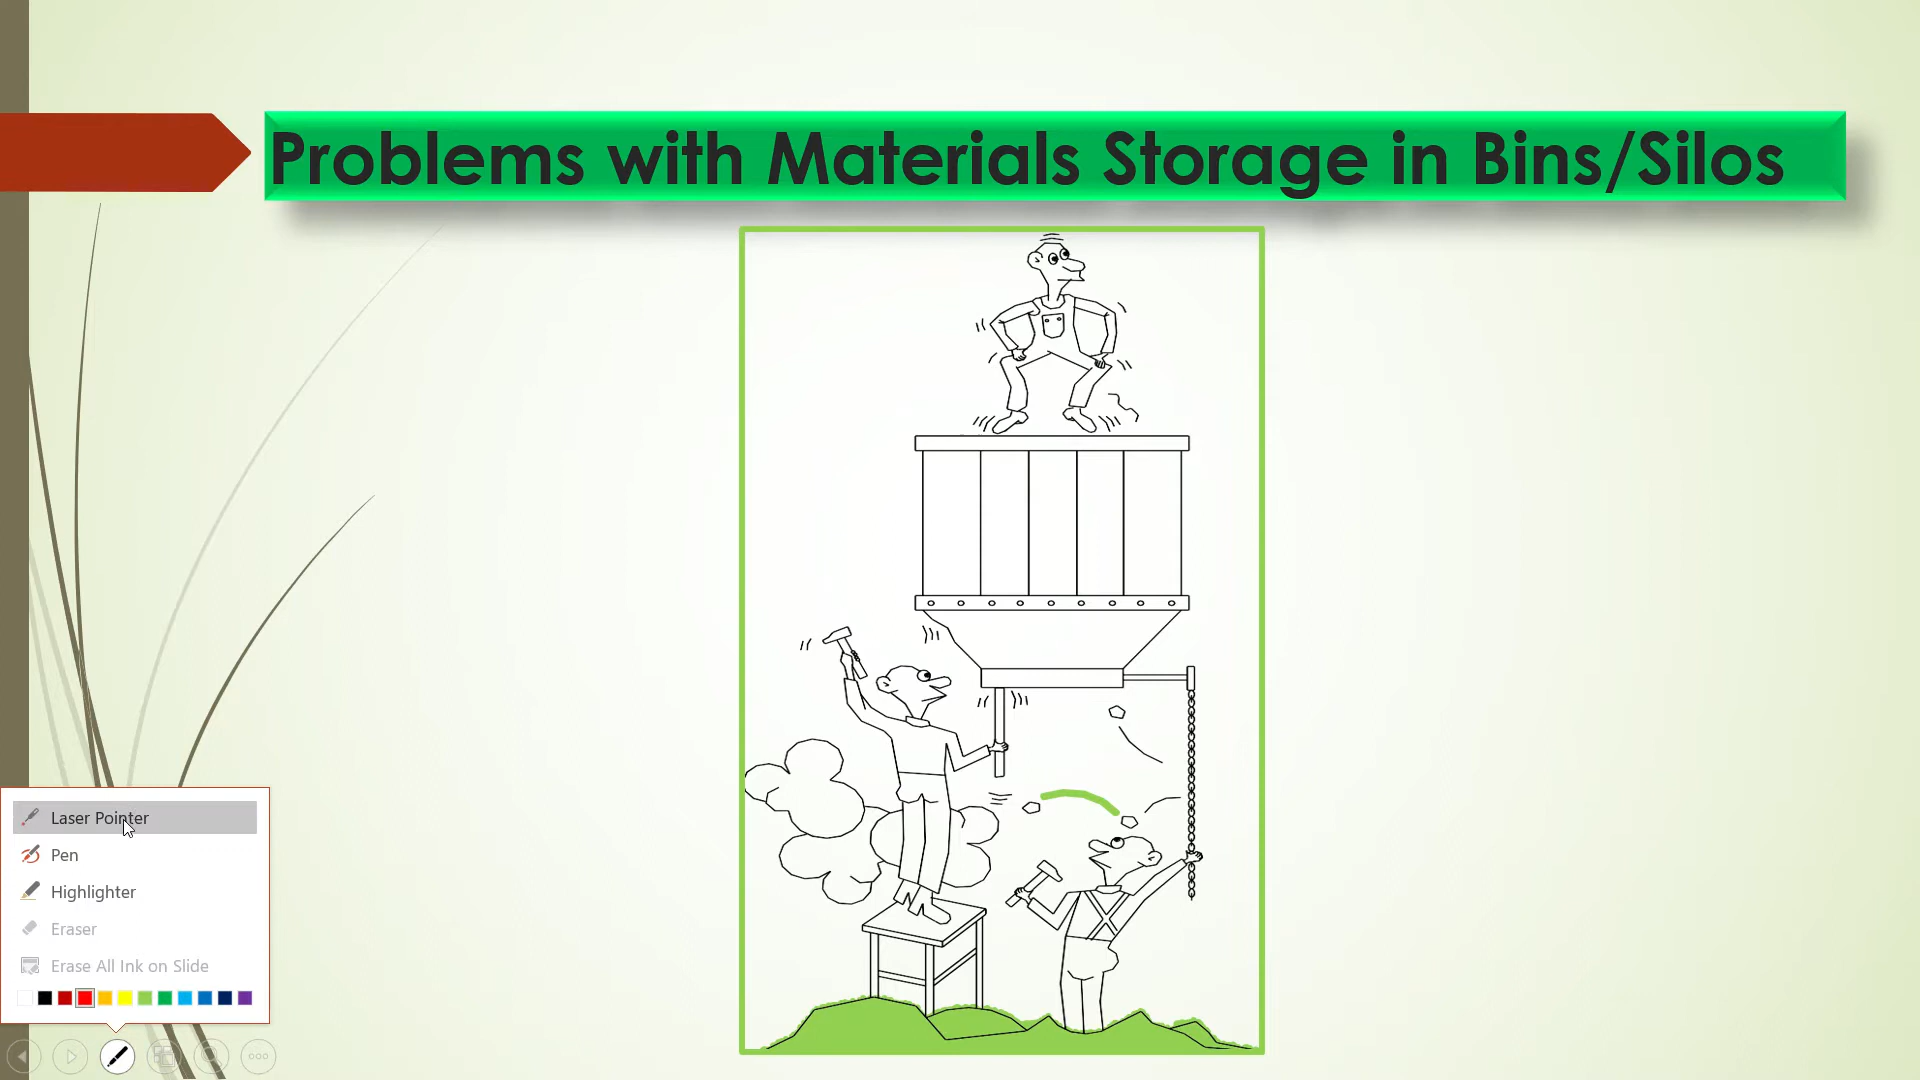 Problems with Materials Storage in Bins/Silos
Laser Pointer
Pen
Highlighter
Eraser
Erase All Ink on Slide